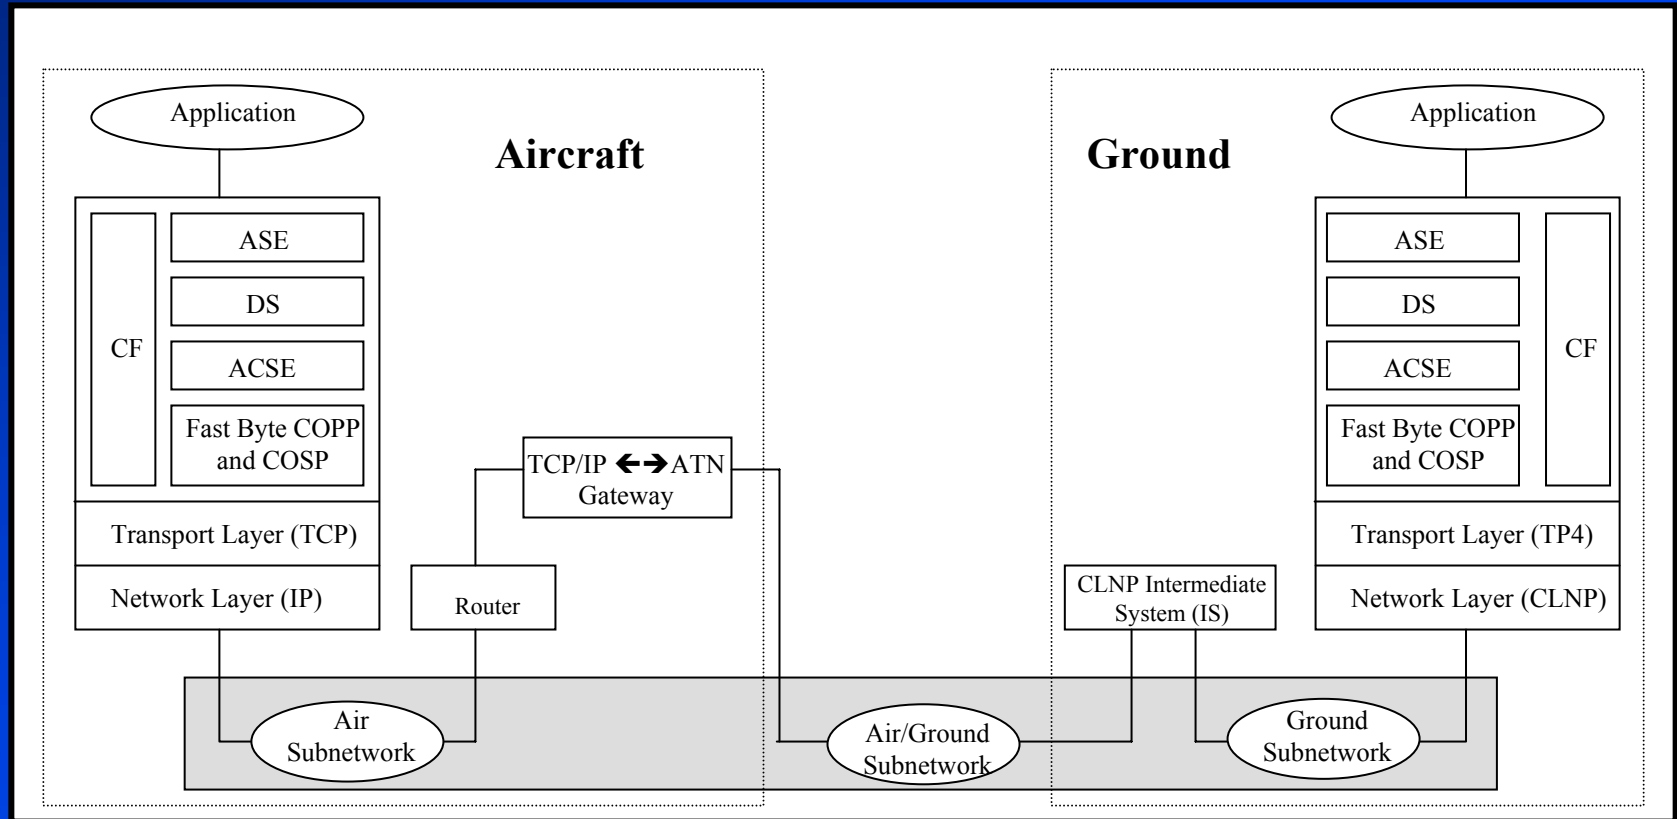 Application
Aircraft
CF
ASE
DS
ACSE
Fast Byte COPP
and COSP
Transport Layer (TCP)
Network Layer (IP)
TCP/IP 🡨🡪 ATN
Gateway
Router
Air
Subnetwork
Air/Ground
Subnetwork
Ground
Application
ASE
DS
ACSE
Fast Byte COPP
and COSP
CF
Transport Layer (TP4)
Network Layer (CLNP)
CLNP Intermediate
System (IS)
Ground
Subnetwork